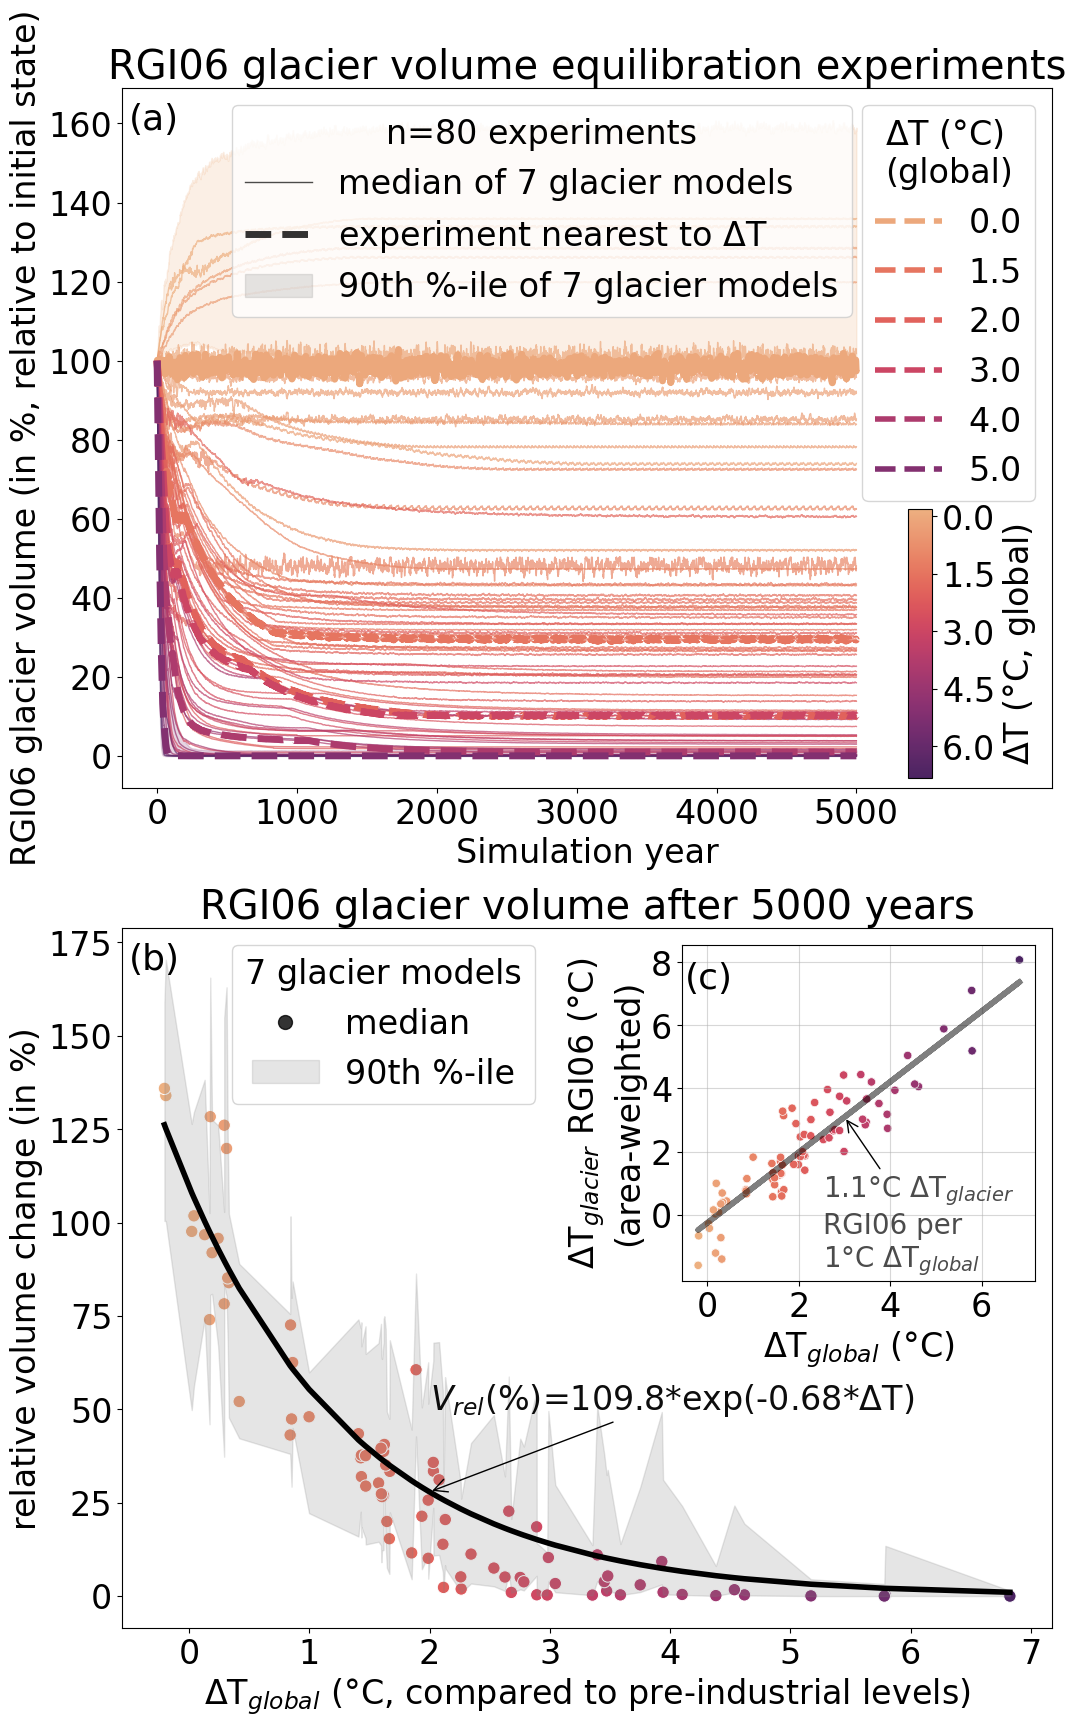 RGI06 glacier volume equilibration experiments
(a)
n=80 experiments
median of 7 glacier models
experiment nearest to ΔT
90th %-ile of 7 glacier models
ΔT (°C)
(global)
0.0
1.5
2.0
3.0
4.0
5.0
0.0
1.5
3.0
4.5
6.0
ΔT (°C, global)
RGI06 glacier volume (in %, relative to initial state)
160
140
120
100
80
60
40
20
0
0 1000 2000 3000 4000 5000
Simulation year
RGI06 glacier volume after 5000 years
(b)
7 glacier models
median
90th %-ile
relative volume change (in %)
175
150
125
100
75
50
25
0
V_rel(%)=109.8*exp(-0.68*ΔT)
0 1 2 3 4 5 6 7
ΔT_global (°C, compared to pre-industrial levels)
(c)
ΔT_glacier RGI06 (°C)
(area-weighted)
8
6
4
2
0
1.1°C ΔT_glacier
RGI06 per
1°C ΔT_global
0 2 4 6
ΔT_global (°C)